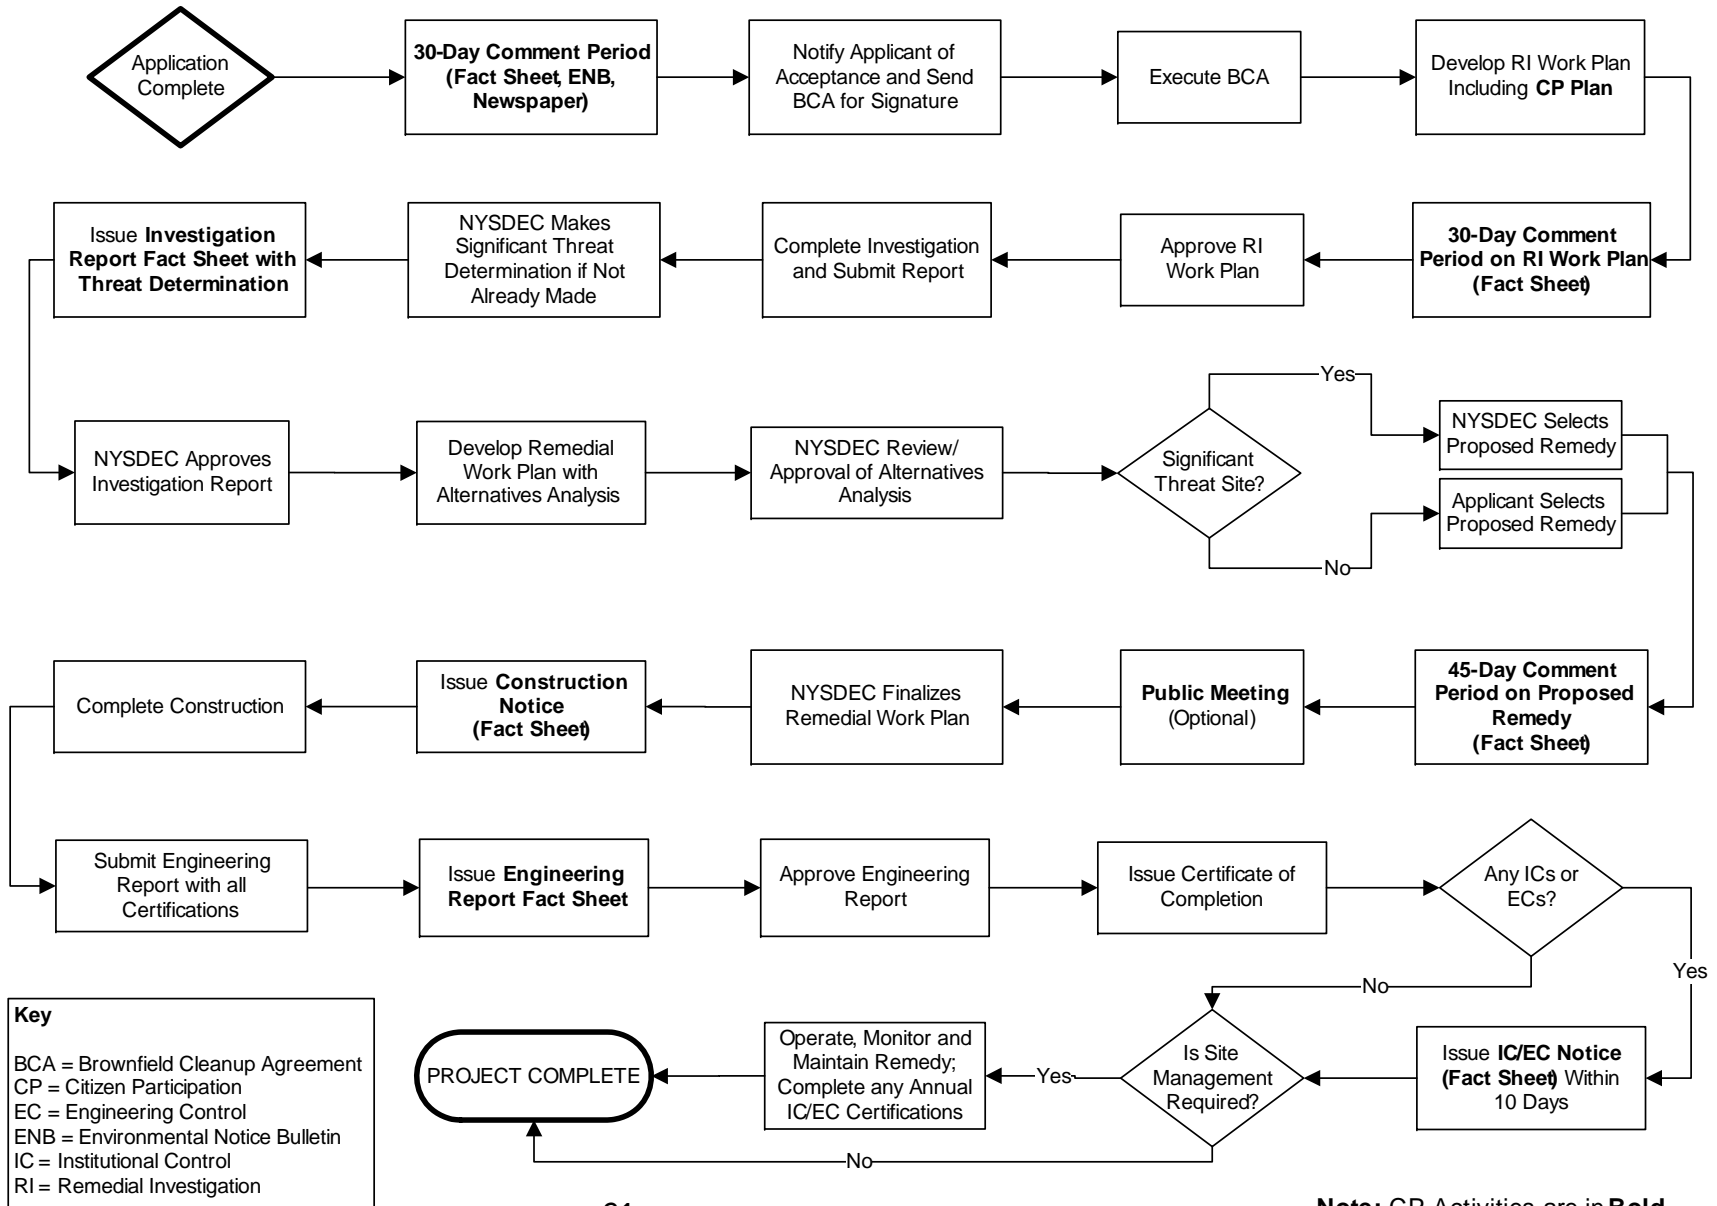 Application
Complete
30-Day Comment Period
(Fact Sheet, ENB,
Newspaper)
Notify Applicant of
Acceptance and Send
BCA for Signature
Execute BCA
Develop RI Work Plan
Including CP Plan
30-Day Comment
Period on RI Work Plan
(Fact Sheet)
Approve RI
Work Plan
Complete Investigation
and Submit Report
NYSDEC Makes
Significant Threat
Determination if Not
Already Made
Issue Investigation
Report Fact Sheet with
Threat Determination
NYSDEC Approves
Investigation Report
Develop Remedial
Work Plan with
Alternatives Analysis
NYSDEC Review/
Approval of Alternatives
Analysis
Significant
Threat Site?
Yes
NYSDEC Selects
Proposed Remedy
No
Applicant Selects
Proposed Remedy
45-Day Comment
Period on Proposed
Remedy
(Fact Sheet)
Public Meeting
(Optional)
NYSDEC Finalizes
Remedial Work Plan
Issue Construction
Notice
(Fact Sheet)
Complete Construction
Submit Engineering
Report with all
Certifications
Issue Engineering
Report Fact Sheet
Approve Engineering
Report
Issue Certificate of
Completion
Any ICs or
ECs?
Yes
No
Issue IC/EC Notice
(Fact Sheet) Within
10 Days
Is Site
Management
Required?
Yes
Operate, Monitor and
Maintain Remedy;
Complete any Annual
IC/EC Certifications
No
PROJECT COMPLETE
Key
BCA = Brownfield Cleanup Agreement
CP = Citizen Participation
EC = Engineering Control
ENB = Environmental Notice Bulletin
IC = Institutional Control
RI = Remedial Investigation
Note: CP Activities are in Bold